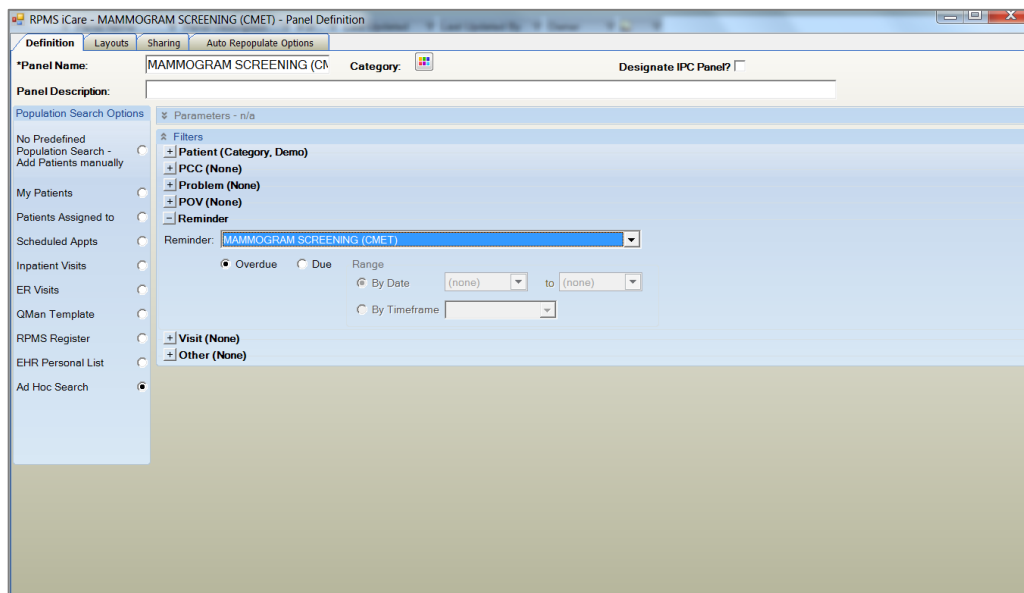 RPMS iCare - MAMMOGRAM SCREENING (CMET) - Panel Definition
Definition Layouts Sharing Auto Repopulate Options
*Panel Name: MAMMOGRAM SCREENING (CM Category: Designate IPC Panel?
Panel Description:
Population Search Options
No Predefined
Population Search -
Add Patients manually
My Patients
Patients Assigned to
Scheduled Appts
Inpatient Visits
ER Visits
QMan Template
RPMS Register
EHR Personal List
Ad Hoc Search
Parameters - n/a
Filters
Patient (Category, Demo)
PCC (None)
Problem (None)
POV (None)
Reminder
Reminder: MAMMOGRAM SCREENING (CMET)
Overdue Due Range
By Date (none) to (none)
By Timeframe
Visit (None)
Other (None)